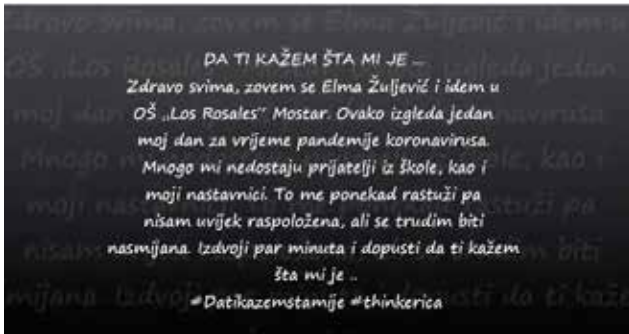 DA TI KAŽEM ŠTA MI JE ...
Zdravo svima, zovem se Elma Žuljević i idem u
OŠ „Los Rosales“ Mostar. Ovako izgleda jedan
moj dan za vrijeme pandemije koronavirusa.
Mnogo mi nedostaju prijatelji iz škole, kao i
moji nastavnici. To me ponekad rastuži pa
nisam uvijek raspoložena, ali se trudim biti
nasmijana. Izdvoji par minuta i dopusti da ti kažem
šta mi je ..
#Datikazemstamije #thinkerica